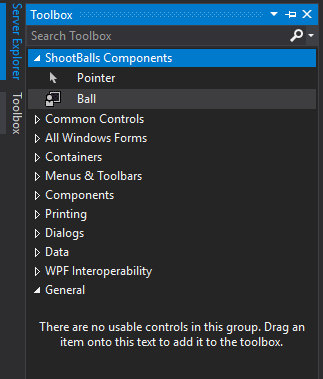 Server Explorer
Toolbox
Toolbox
Search Toolbox
ShootBalls Components
Pointer
Ball
Common Controls
All Windows Forms
Containers
Menus & Toolbars
Components
Printing
Dialogs
Data
WPF Interoperability
General
There are no usable controls in this group. Drag an
item onto this text to add it to the toolbox.